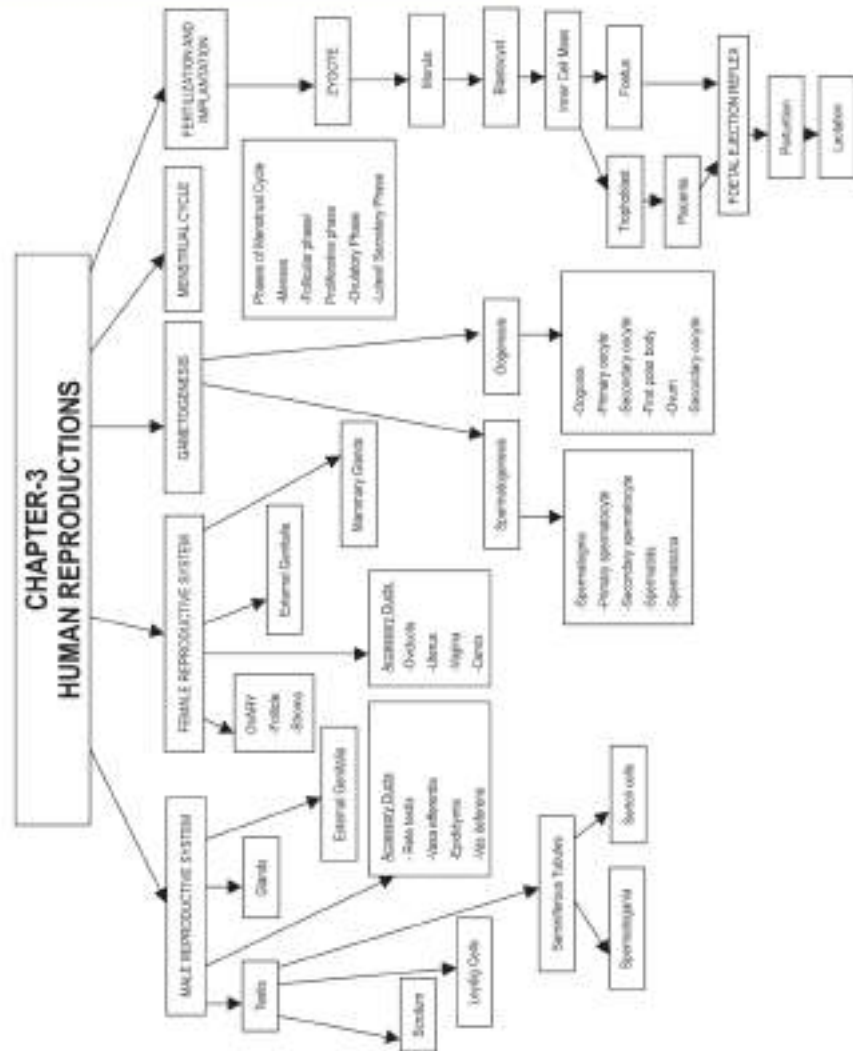 CHAPTER-3
HUMAN REPRODUCTIONS
MALE REPRODUCTIVE SYSTEM
FEMALE REPRODUCTIVE SYSTEM
GAMETOGENESIS
MENSTRUAL CYCLE
FERTILIZATION AND
IMPLANTATION
Testis
Glands
External Genitalia
Accessory Ducts
- Rete testis
-Vasa efferentia
-Epididymis
-Vas deferens
Scrotum
Leydig Cells
Seminiferous Tubules
Spermatogonia
Sertoli cells
OVARY
-Follicle
-Stroma
Accessory Ducts
-Oviducts
-Uterus
-Vagina
External Genitalia
Mammary Glands
Spermatogenesis
-Spermatogonia
-Primary spermatocyte
-Secondary spermatocyte
-Spermatids
-Spermatozoa
Oogenesis
-Oogonia
-Primary oocyte
-Secondary oocyte
-First polar body
-Ovum
-Secondary oocyte
Phases of Menstrual Cycle
-Menses
-Follicular phase/
Proliferative phase
-Ovulatory Phase
-Luteal/ Secretory Phase
ZYGOTE
Morula
Blastocyst
Inner Cell Mass
Trophoblast
Foetus
Placenta
FOETAL EJECTION REFLEX
Parturition
Lactation